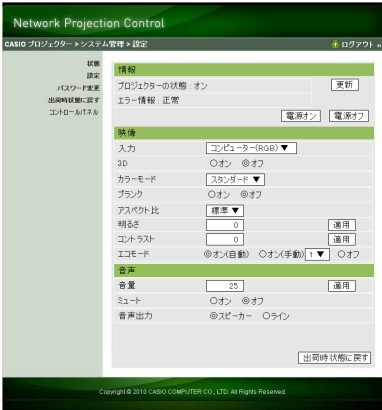 Network Projection Control
CASIO プロジェクター > システム管理 > 設定
ログアウト »
状態
設定
パスワード変更
出荷時状態に戻す
コントロールパネル
情報
プロジェクターの状態 : オン 更新
エラー情報 : 正常
電源オン 電源オフ
映像
入力 コンピューター(RGB) ▼
3D ○オン ◎オフ
カラーモード スタンダード ▼
ブランク ○オン ◎オフ
アスペクト比 標準 ▼
明るさ 0 適用
コントラスト 0 適用
エコモード ◎オン(自動) ○オン(手動) 1 ▼ ○オフ
音声
音量 25 適用
ミュート ○オン ◎オフ
音声出力 ◎スピーカー ○ライン
出荷時状態に戻す
Copyright © 2010 CASIO COMPUTER CO., LTD. All Rights Reserved.